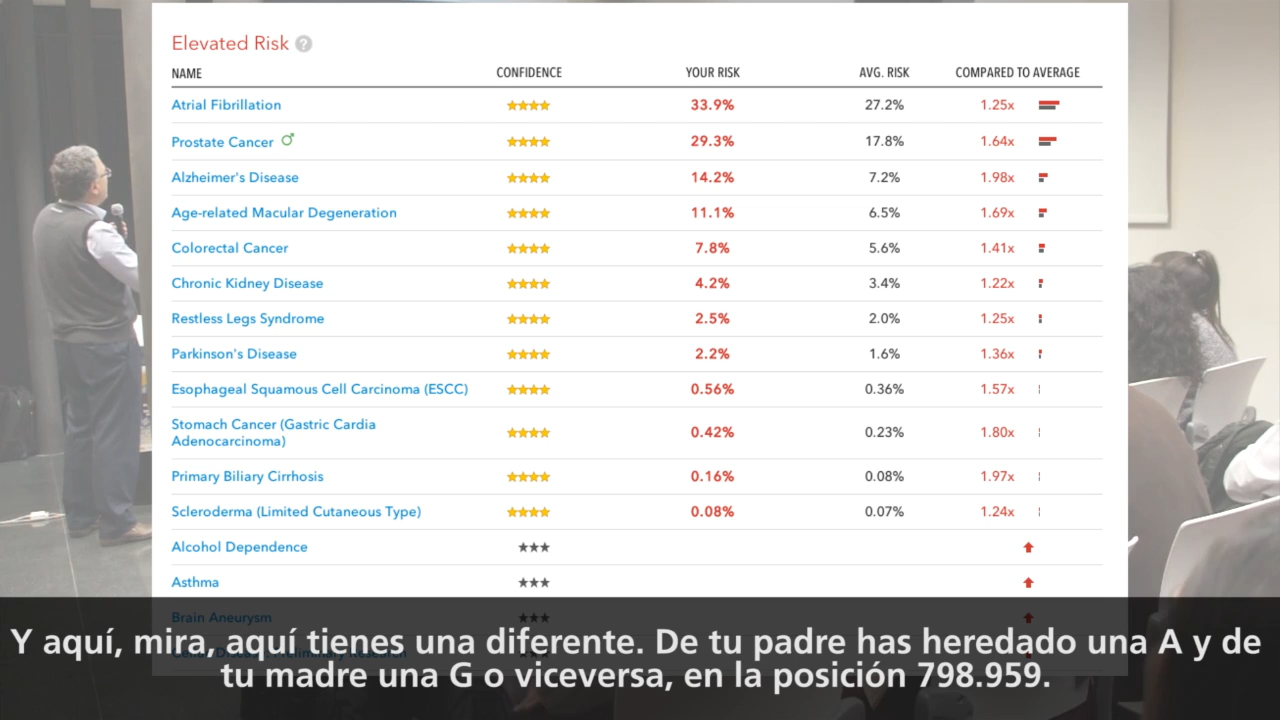 Elevated Risk ?
NAME CONFIDENCE YOUR RISK AVG. RISK COMPARED TO AVERAGE
Atrial Fibrillation 33.9% 27.2% 1.25x
Prostate Cancer 29.3% 17.8% 1.64x
Alzheimer's Disease 14.2% 7.2% 1.98x
Age-related Macular Degeneration 11.1% 6.5% 1.69x
Colorectal Cancer 7.8% 5.6% 1.41x
Chronic Kidney Disease 4.2% 3.4% 1.22x
Restless Legs Syndrome 2.5% 2.0% 1.25x
Parkinson's Disease 2.2% 1.6% 1.36x
Esophageal Squamous Cell Carcinoma (ESCC) 0.56% 0.36% 1.57x
Stomach Cancer (Gastric Cardia
Adenocarcinoma) 0.42% 0.23% 1.80x
Primary Biliary Cirrhosis 0.16% 0.08% 1.97x
Scleroderma (Limited Cutaneous Type) 0.08% 0.07% 1.24x
Alcohol Dependence
Asthma
Brain Aneurysm
Y aquí, mira, aquí tienes una diferente. De tu padre has heredado una A y de
tu madre una G o viceversa, en la posición 798.959.